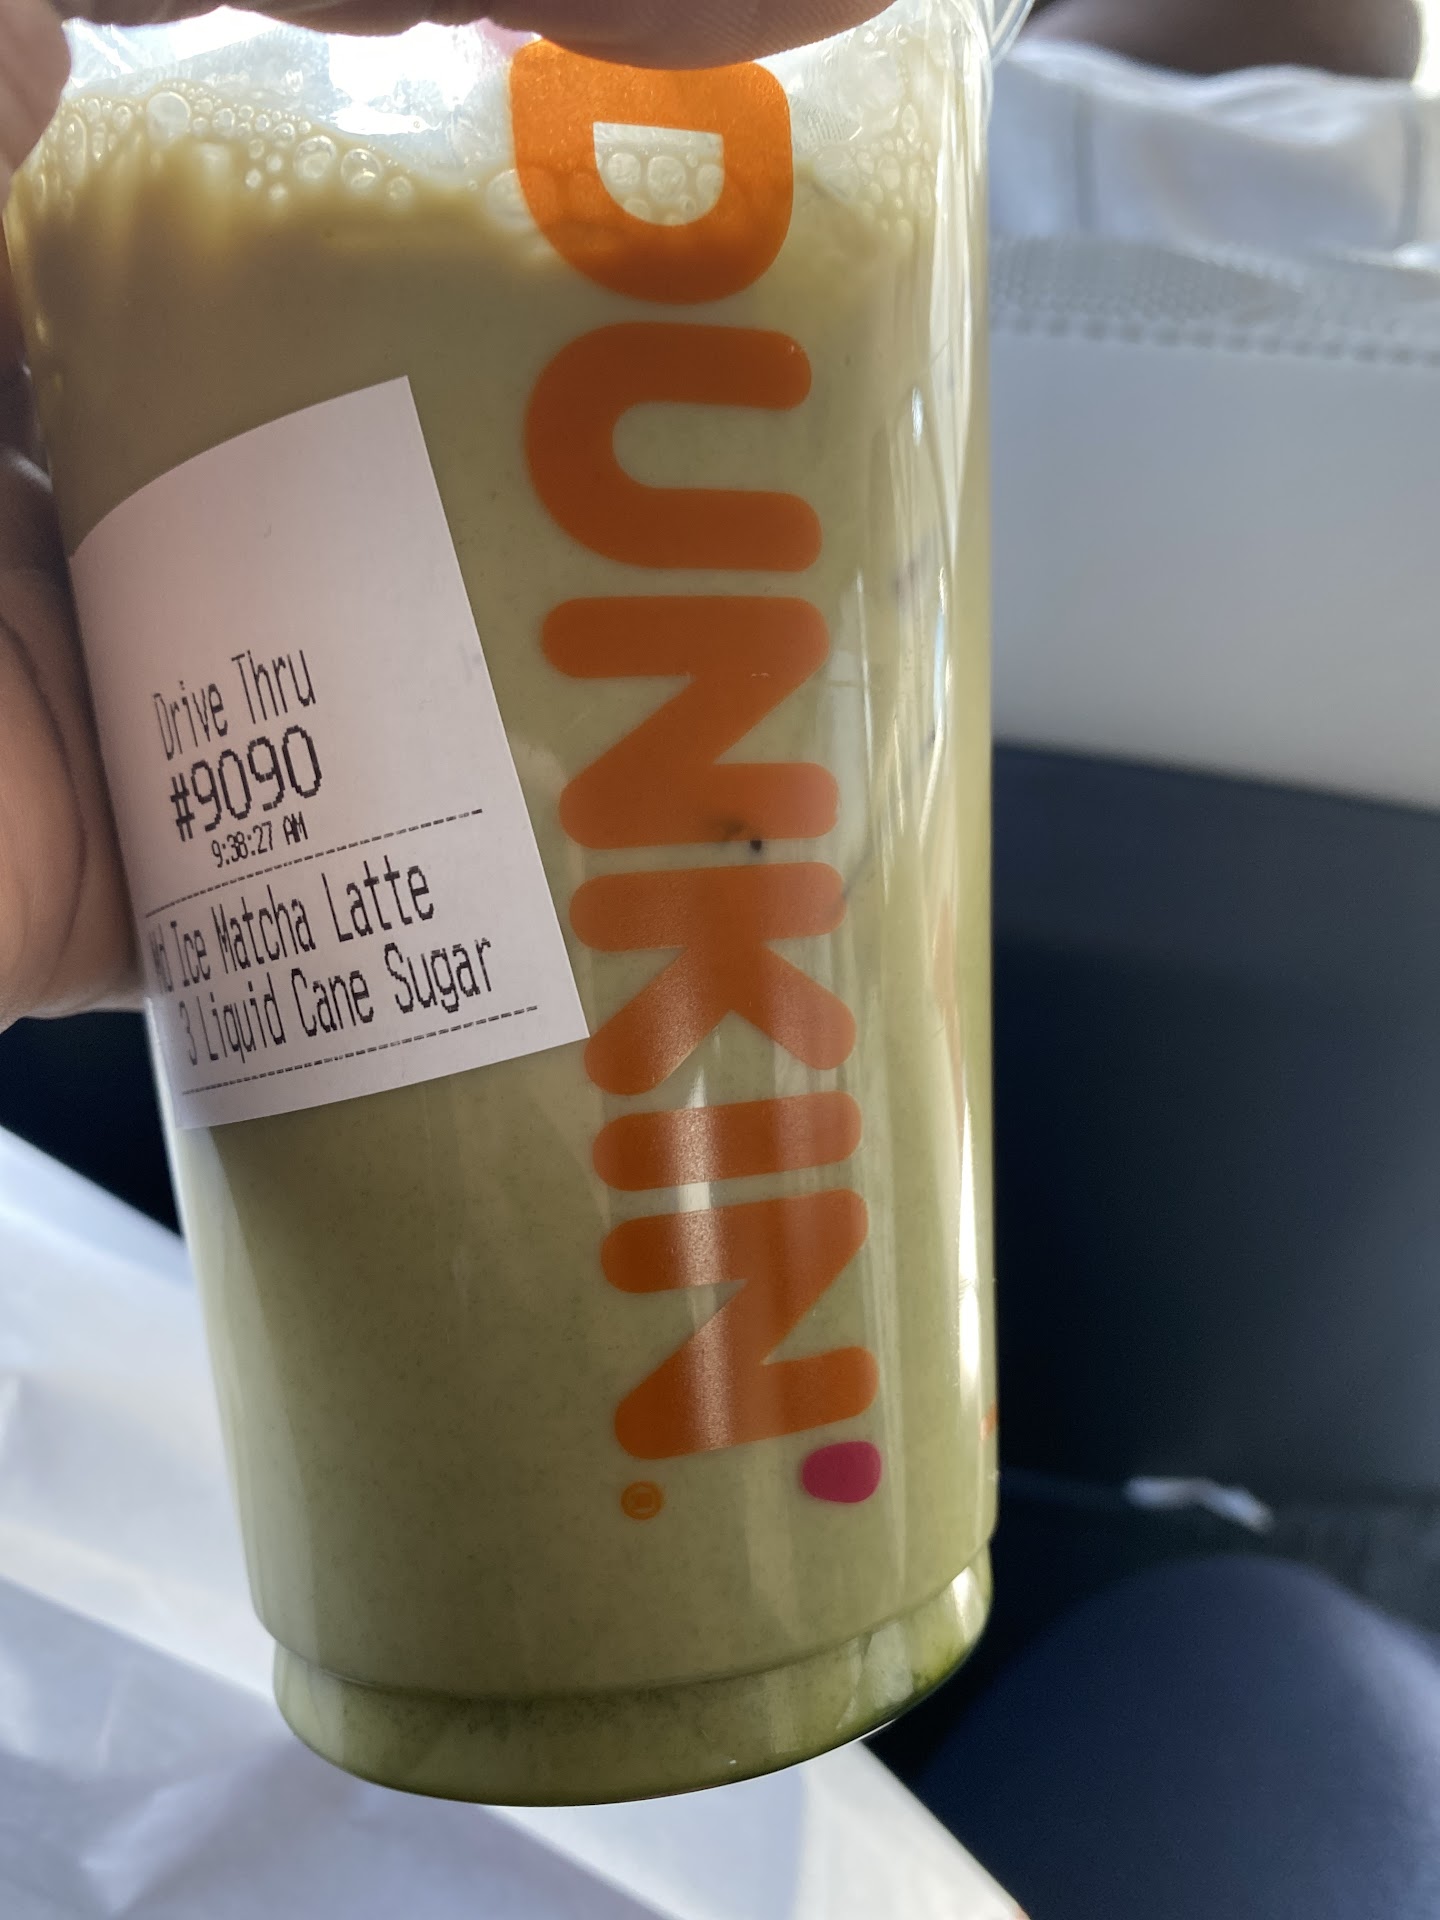 DUNKIN'
Drive Thru
#9090
9:38:27 AM
Md Ice Matcha Latte
3 Liquid Cane Sugar